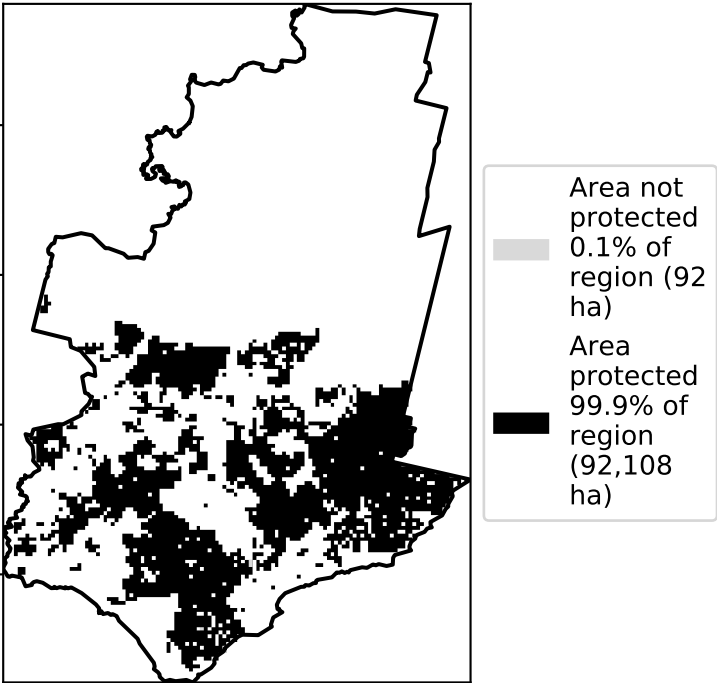 Area not
protected
0.1% of
region (92
ha)
Area
protected
99.9% of
region
(92,108
ha)